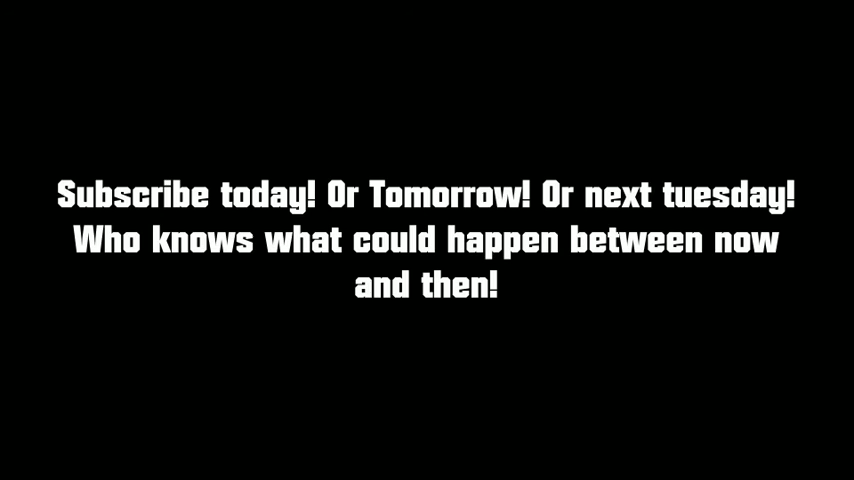 Subscribe today! Or Tomorrow! Or next tuesday!
Who knows what could happen between now
and then!